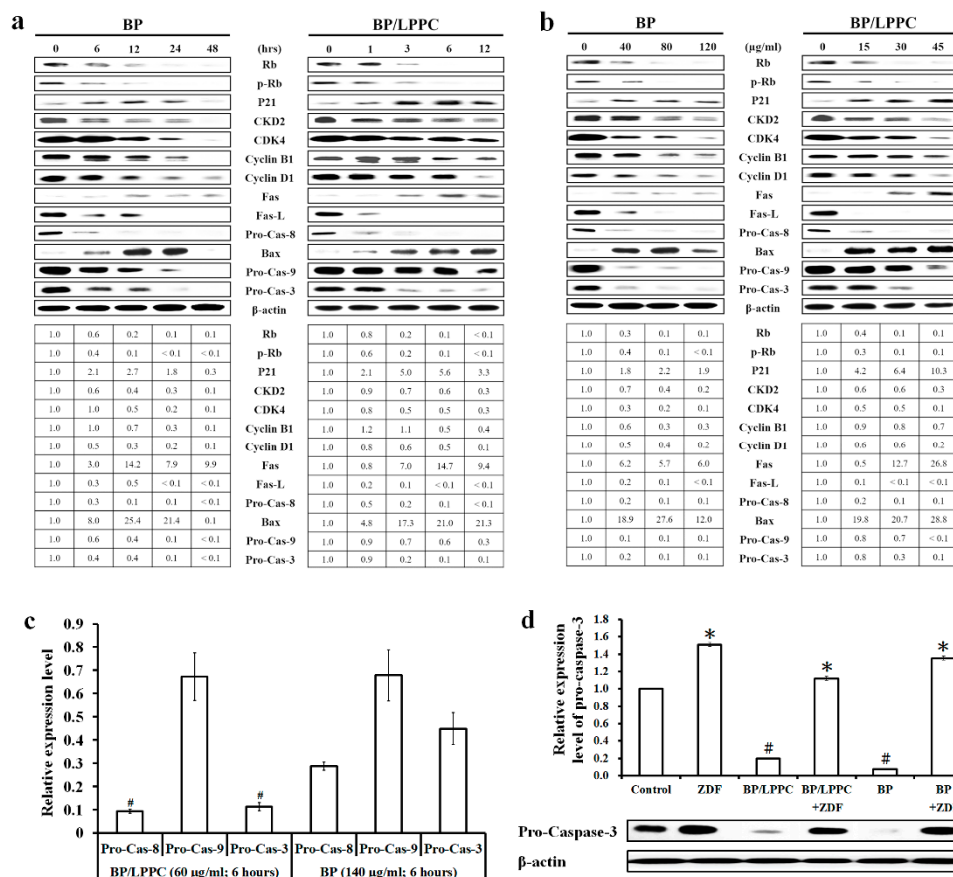 a
BP BP/LPPC
0 6 12 24 48 (hrs) 0 1 3 6 12
Rb
p-Rb
P21
CKD2
CDK4
Cyclin B1
Cyclin D1
Fas
Fas-L
Pro-Cas-8
Bax
Pro-Cas-9
Pro-Cas-3
β-actin
1.0 0.6 0.2 0.1 0.1 Rb 1.0 0.8 0.2 0.1 < 0.1
1.0 0.4 0.1 < 0.1 < 0.1 p-Rb 1.0 0.6 0.2 0.1 < 0.1
1.0 2.1 2.7 1.8 0.3 P21 1.0 2.1 5.0 5.6 3.3
1.0 0.6 0.4 0.3 0.1 CKD2 1.0 0.9 0.7 0.6 0.3
1.0 1.0 0.5 0.2 0.1 CDK4 1.0 0.8 0.5 0.5 0.3
1.0 1.0 0.7 0.3 0.1 Cyclin B1 1.0 1.2 1.1 0.5 0.4
1.0 0.5 0.3 0.2 0.1 Cyclin D1 1.0 0.8 0.6 0.5 0.1
1.0 3.0 14.2 7.9 9.9 Fas 1.0 0.8 7.0 14.7 9.4
1.0 0.3 0.5 < 0.1 < 0.1 Fas-L 1.0 0.2 0.1 < 0.1 < 0.1
1.0 0.3 0.1 0.1 < 0.1 Pro-Cas-8 1.0 0.5 0.2 0.1 < 0.1
1.0 8.0 25.4 21.4 0.1 Bax 1.0 4.8 17.3 21.0 21.3
1.0 0.6 0.4 0.1 < 0.1 Pro-Cas-9 1.0 0.9 0.7 0.6 0.3
1.0 0.4 0.4 0.1 < 0.1 Pro-Cas-3 1.0 0.9 0.2 0.1 0.1
b
BP BP/LPPC
0 40 80 120 (µg/ml) 0 15 30 45
Rb
p-Rb
P21
CKD2
CDK4
Cyclin B1
Cyclin D1
Fas
Fas-L
Pro-Cas-8
Bax
Pro-Cas-9
Pro-Cas-3
β-actin
1.0 0.3 0.1 0.1 Rb 1.0 0.4 0.1 0.1
1.0 0.4 0.1 < 0.1 p-Rb 1.0 0.3 0.1 0.1
1.0 1.8 2.2 1.9 P21 1.0 4.2 6.4 10.3
1.0 0.7 0.4 0.2 CKD2 1.0 0.6 0.6 0.3
1.0 0.3 0.2 0.1 CDK4 1.0 0.5 0.5 0.1
1.0 0.6 0.3 0.3 Cyclin B1 1.0 0.9 0.8 0.7
1.0 0.5 0.4 0.2 Cyclin D1 1.0 0.6 0.6 0.2
1.0 6.2 5.7 6.0 Fas 1.0 0.5 12.7 26.8
1.0 0.2 0.1 < 0.1 Fas-L 1.0 0.1 < 0.1 < 0.1
1.0 0.2 0.1 0.1 Pro-Cas-8 1.0 0.2 0.1 0.1
1.0 18.9 27.6 12.0 Bax 1.0 19.8 20.7 28.8
1.0 0.1 0.1 0.1 Pro-Cas-9 1.0 0.8 0.7 < 0.1
1.0 0.2 0.1 0.1 Pro-Cas-3 1.0 0.8 0.3 0.1
c
Relative expression level
0.9
0.8
0.7
0.6
0.5
0.4
0.3
0.2
0.1
0
# #
Pro-Cas-8 Pro-Cas-9 Pro-Cas-3 Pro-Cas-8 Pro-Cas-9 Pro-Cas-3
BP/LPPC (60 µg/ml; 6 hours) BP (140 µg/ml; 6 hours)
d
Relative expression
level of pro-caspase-3
1.8
1.6
1.4
1.2
1.0
0.8
0.6
0.4
0.2
0.0
* # * # *
Control ZDF BP/LPPC BP/LPPC BP BP
+ZDF +ZDF
Pro-Caspase-3
β-actin